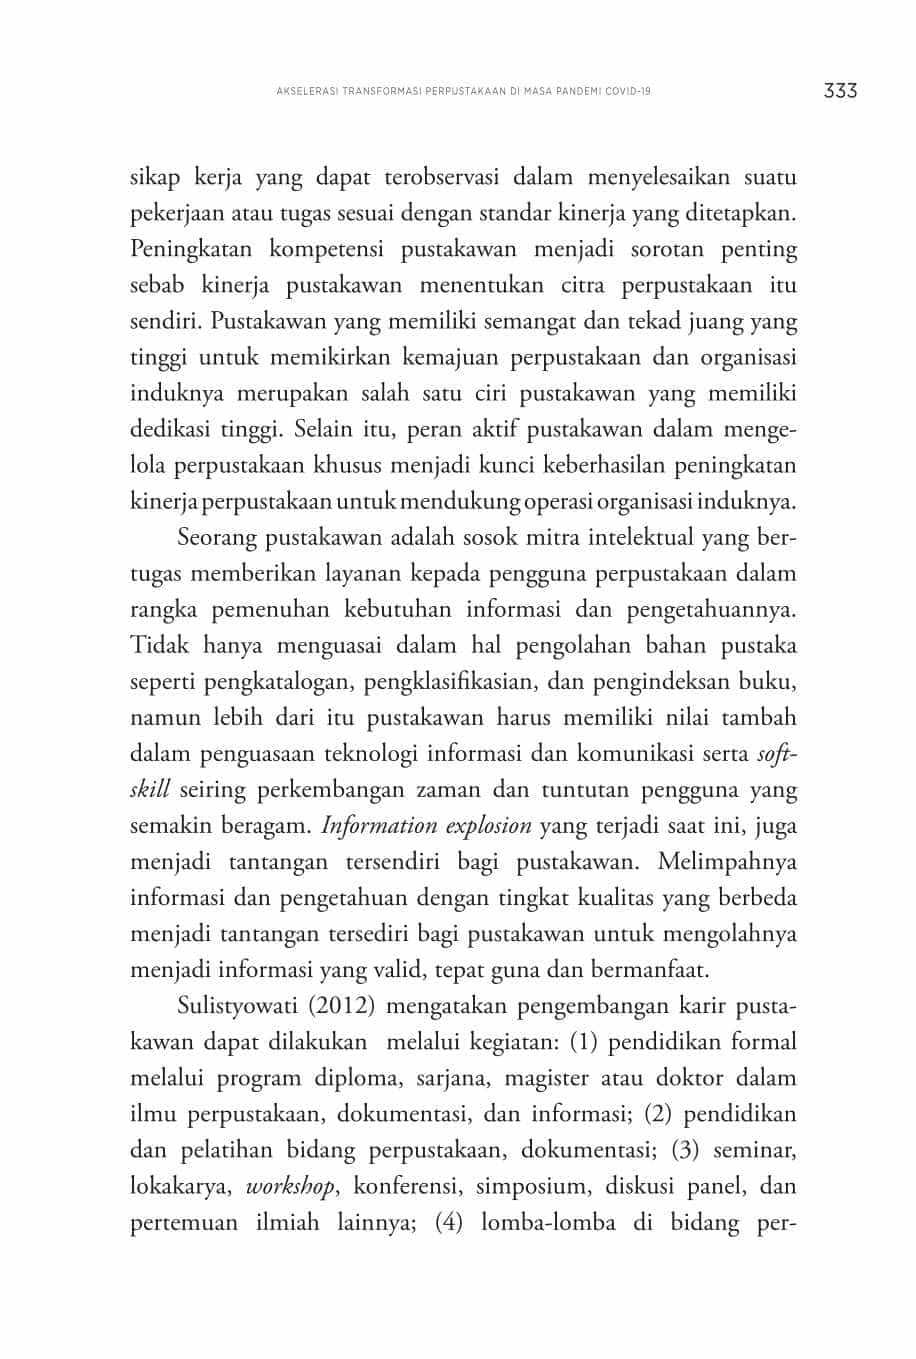 AKSELERASI TRANSFORMASI PERPUSTAKAAN DI MASA PANDEMI COVID-19 333
sikap kerja yang dapat terobservasi dalam menyelesaikan suatu
pekerjaan atau tugas sesuai dengan standar kinerja yang ditetapkan.
Peningkatan kompetensi pustakawan menjadi sorotan penting
sebab kinerja pustakawan menentukan citra perpustakaan itu
sendiri. Pustakawan yang memiliki semangat dan tekad juang yang
tinggi untuk memikirkan kemajuan perpustakaan dan organisasi
induknya merupakan salah satu ciri pustakawan yang memiliki
dedikasi tinggi. Selain itu, peran aktif pustakawan dalam menge-
lola perpustakaan khusus menjadi kunci keberhasilan peningkatan
kinerja perpustakaan untuk mendukung operasi organisasi induknya.
Seorang pustakawan adalah sosok mitra intelektual yang ber-
tugas memberikan layanan kepada pengguna perpustakaan dalam
rangka pemenuhan kebutuhan informasi dan pengetahuannya.
Tidak hanya menguasai dalam hal pengolahan bahan pustaka
seperti pengkatalogan, pengklasifikasian, dan pengindeksan buku,
namun lebih dari itu pustakawan harus memiliki nilai tambah
dalam penguasaan teknologi informasi dan komunikasi serta soft-
skill seiring perkembangan zaman dan tuntutan pengguna yang
semakin beragam. Information explosion yang terjadi saat ini, juga
menjadi tantangan tersendiri bagi pustakawan. Melimpahnya
informasi dan pengetahuan dengan tingkat kualitas yang berbeda
menjadi tantangan tersediri bagi pustakawan untuk mengolahnya
menjadi informasi yang valid, tepat guna dan bermanfaat.
Sulistyowati (2012) mengatakan pengembangan karir pusta-
kawan dapat dilakukan melalui kegiatan: (1) pendidikan formal
melalui program diploma, sarjana, magister atau doktor dalam
ilmu perpustakaan, dokumentasi, dan informasi; (2) pendidikan
dan pelatihan bidang perpustakaan, dokumentasi; (3) seminar,
lokakarya, workshop, konferensi, simposium, diskusi panel, dan
pertemuan ilmiah lainnya; (4) lomba-lomba di bidang per-